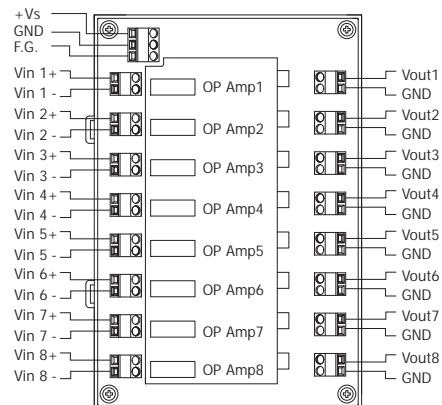 +Vs
GND
F.G.
Vin 1+
Vin 1 -
Vin 2+
Vin 2 -
Vin 3+
Vin 3 -
Vin 4+
Vin 4 -
Vin 5+
Vin 5 -
Vin 6+
Vin 6 -
Vin 7+
Vin 7 -
Vin 8+
Vin 8 -
OP Amp1
OP Amp2
OP Amp3
OP Amp4
OP Amp5
OP Amp6
OP Amp7
OP Amp8
Vout1
GND
Vout2
GND
Vout3
GND
Vout4
GND
Vout5
GND
Vout6
GND
Vout7
GND
Vout8
GND